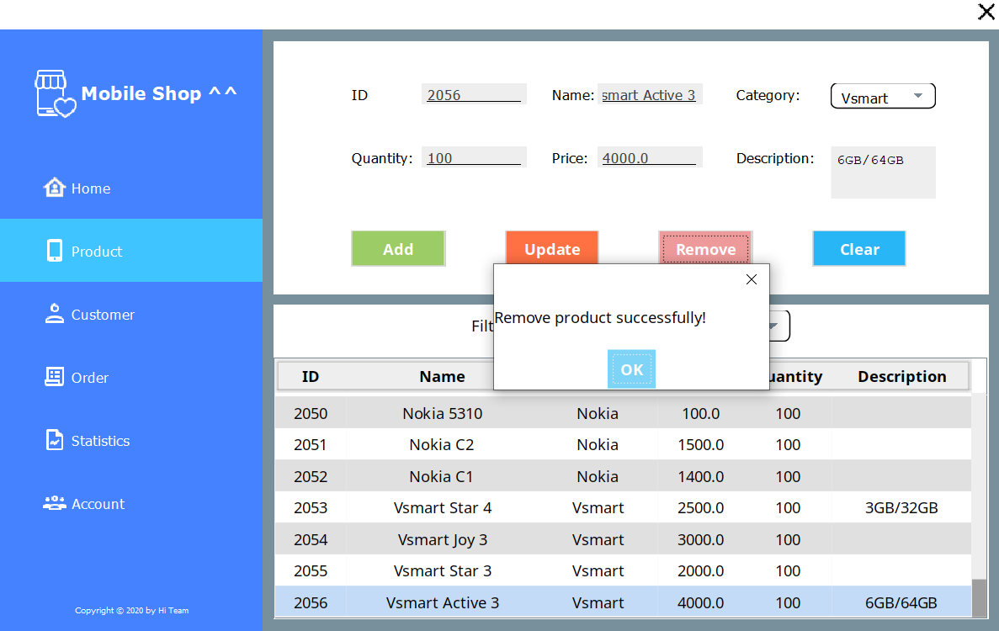 Mobile Shop ^^
Home
Product
Customer
Order
Statistics
Account
Copyright © 2020 by Hi Team
ID 2056 Name: smart Active 3 Category: Vsmart
Quantity: 100 Price: 4000.0 Description: 6GB/64GB
Add Update Remove Clear
Remove product successfully!
OK
Filt
ID Name uantity Description
2050 Nokia 5310 Nokia 100.0 100
2051 Nokia C2 Nokia 1500.0 100
2052 Nokia C1 Nokia 1400.0 100
2053 Vsmart Star 4 Vsmart 2500.0 100 3GB/32GB
2054 Vsmart Joy 3 Vsmart 3000.0 100
2055 Vsmart Star 3 Vsmart 2000.0 100
2056 Vsmart Active 3 Vsmart 4000.0 100 6GB/64GB